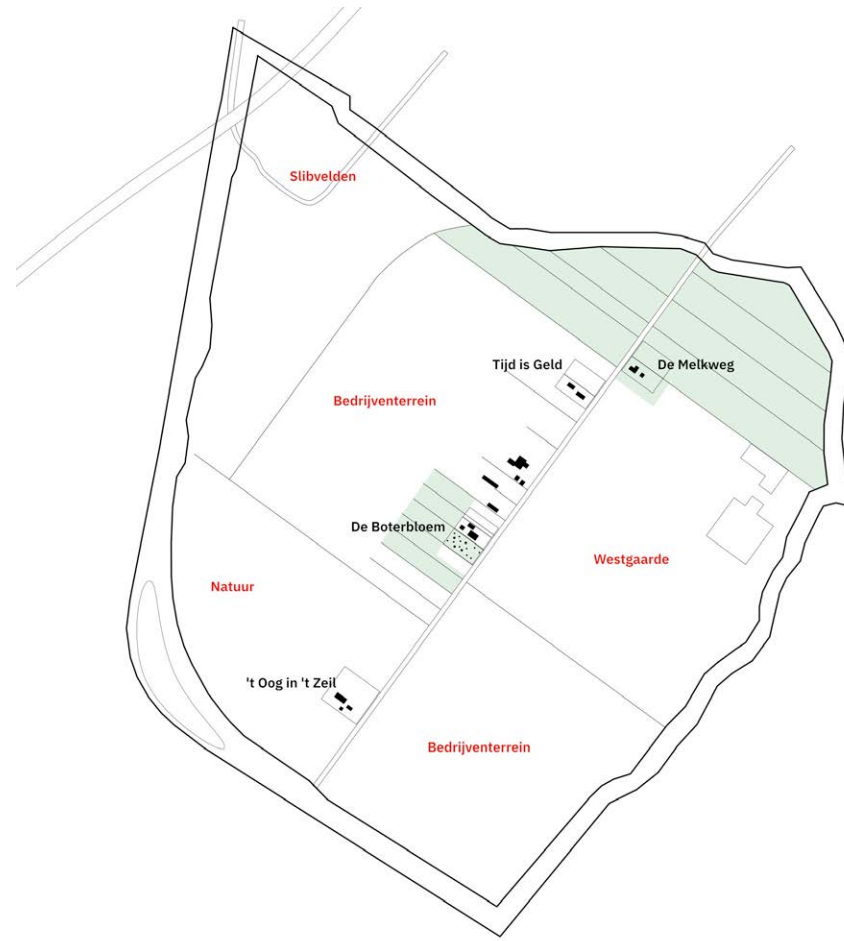 Slibvelden
Tijd is Geld
De Melkweg
Bedrijventerrein
De Boterbloem
Westgaarde
Natuur
't Oog in 't Zeil
Bedrijventerrein